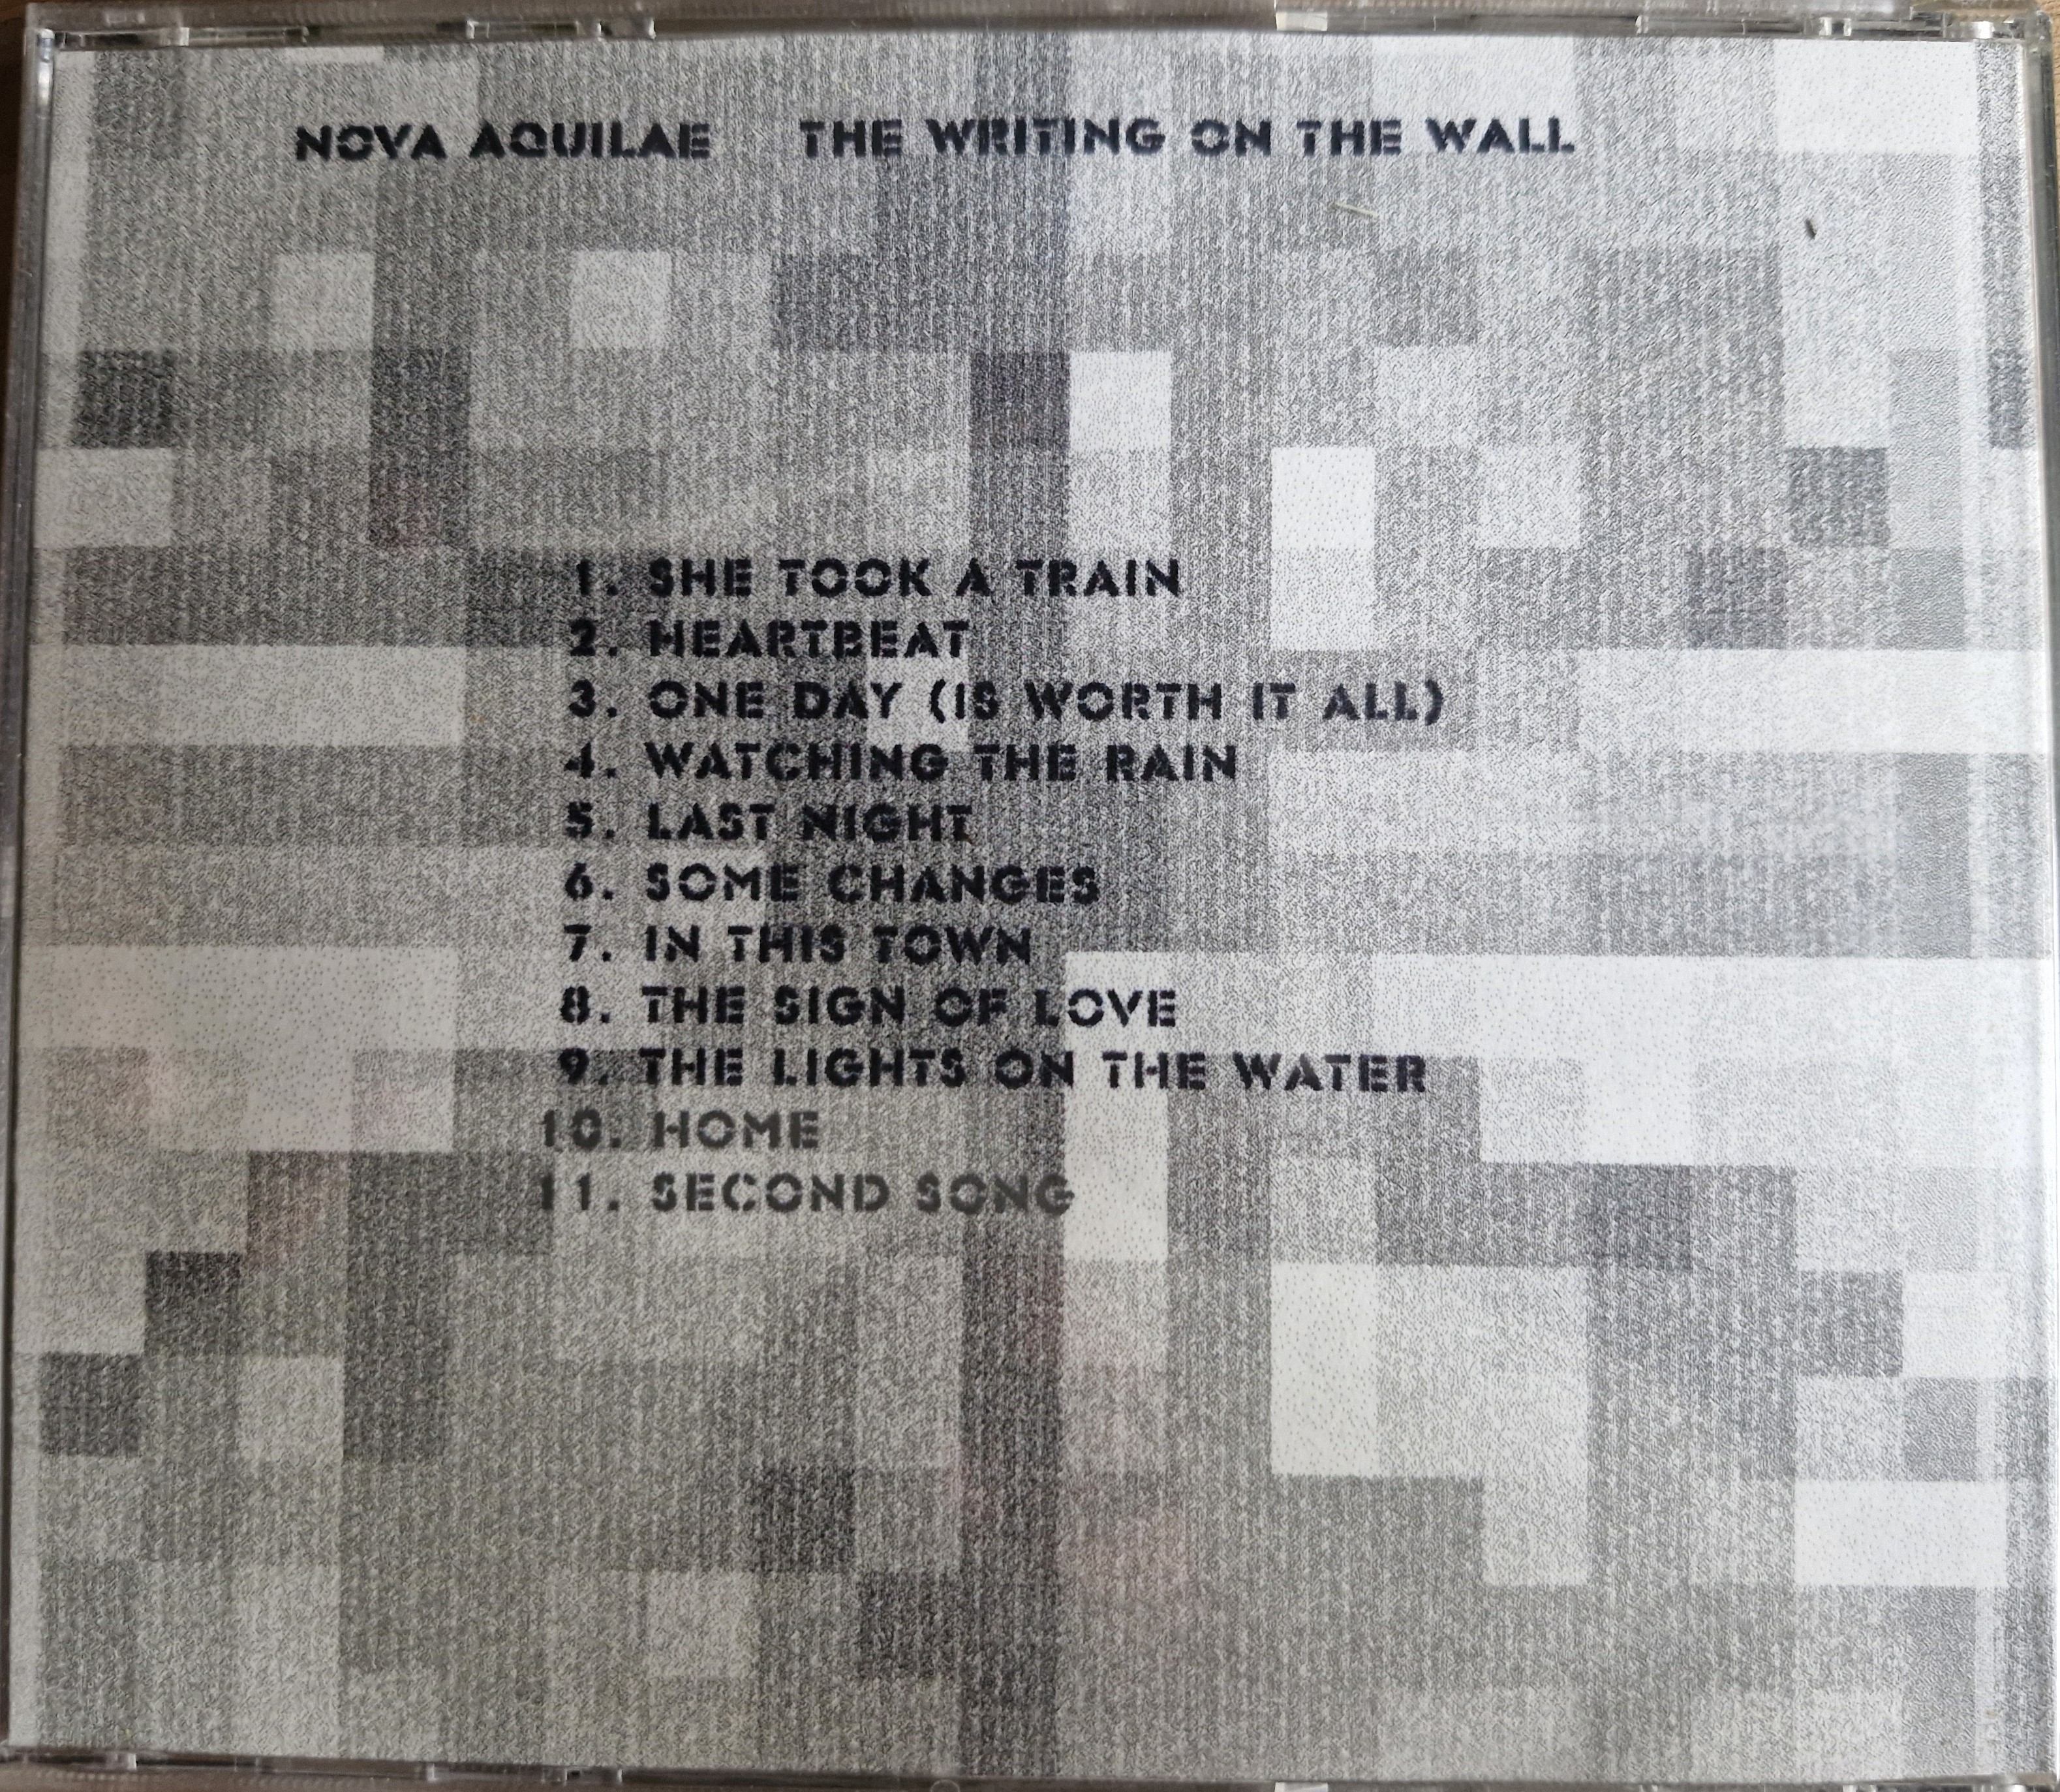 NOVA AQUILAE THE WRITING ON THE WALL
1. SHE TOOK A TRAIN
2. HEARTBEAT
3. ONE DAY (IS WORTH IT ALL)
4. WATCHING THE RAIN
5. LAST NIGHT
6. SOME CHANGES
7. IN THIS TOWN
8. THE SIGN OF LOVE
9. THE LIGHTS ON THE WATER
10. HOME
11. SECOND SONG